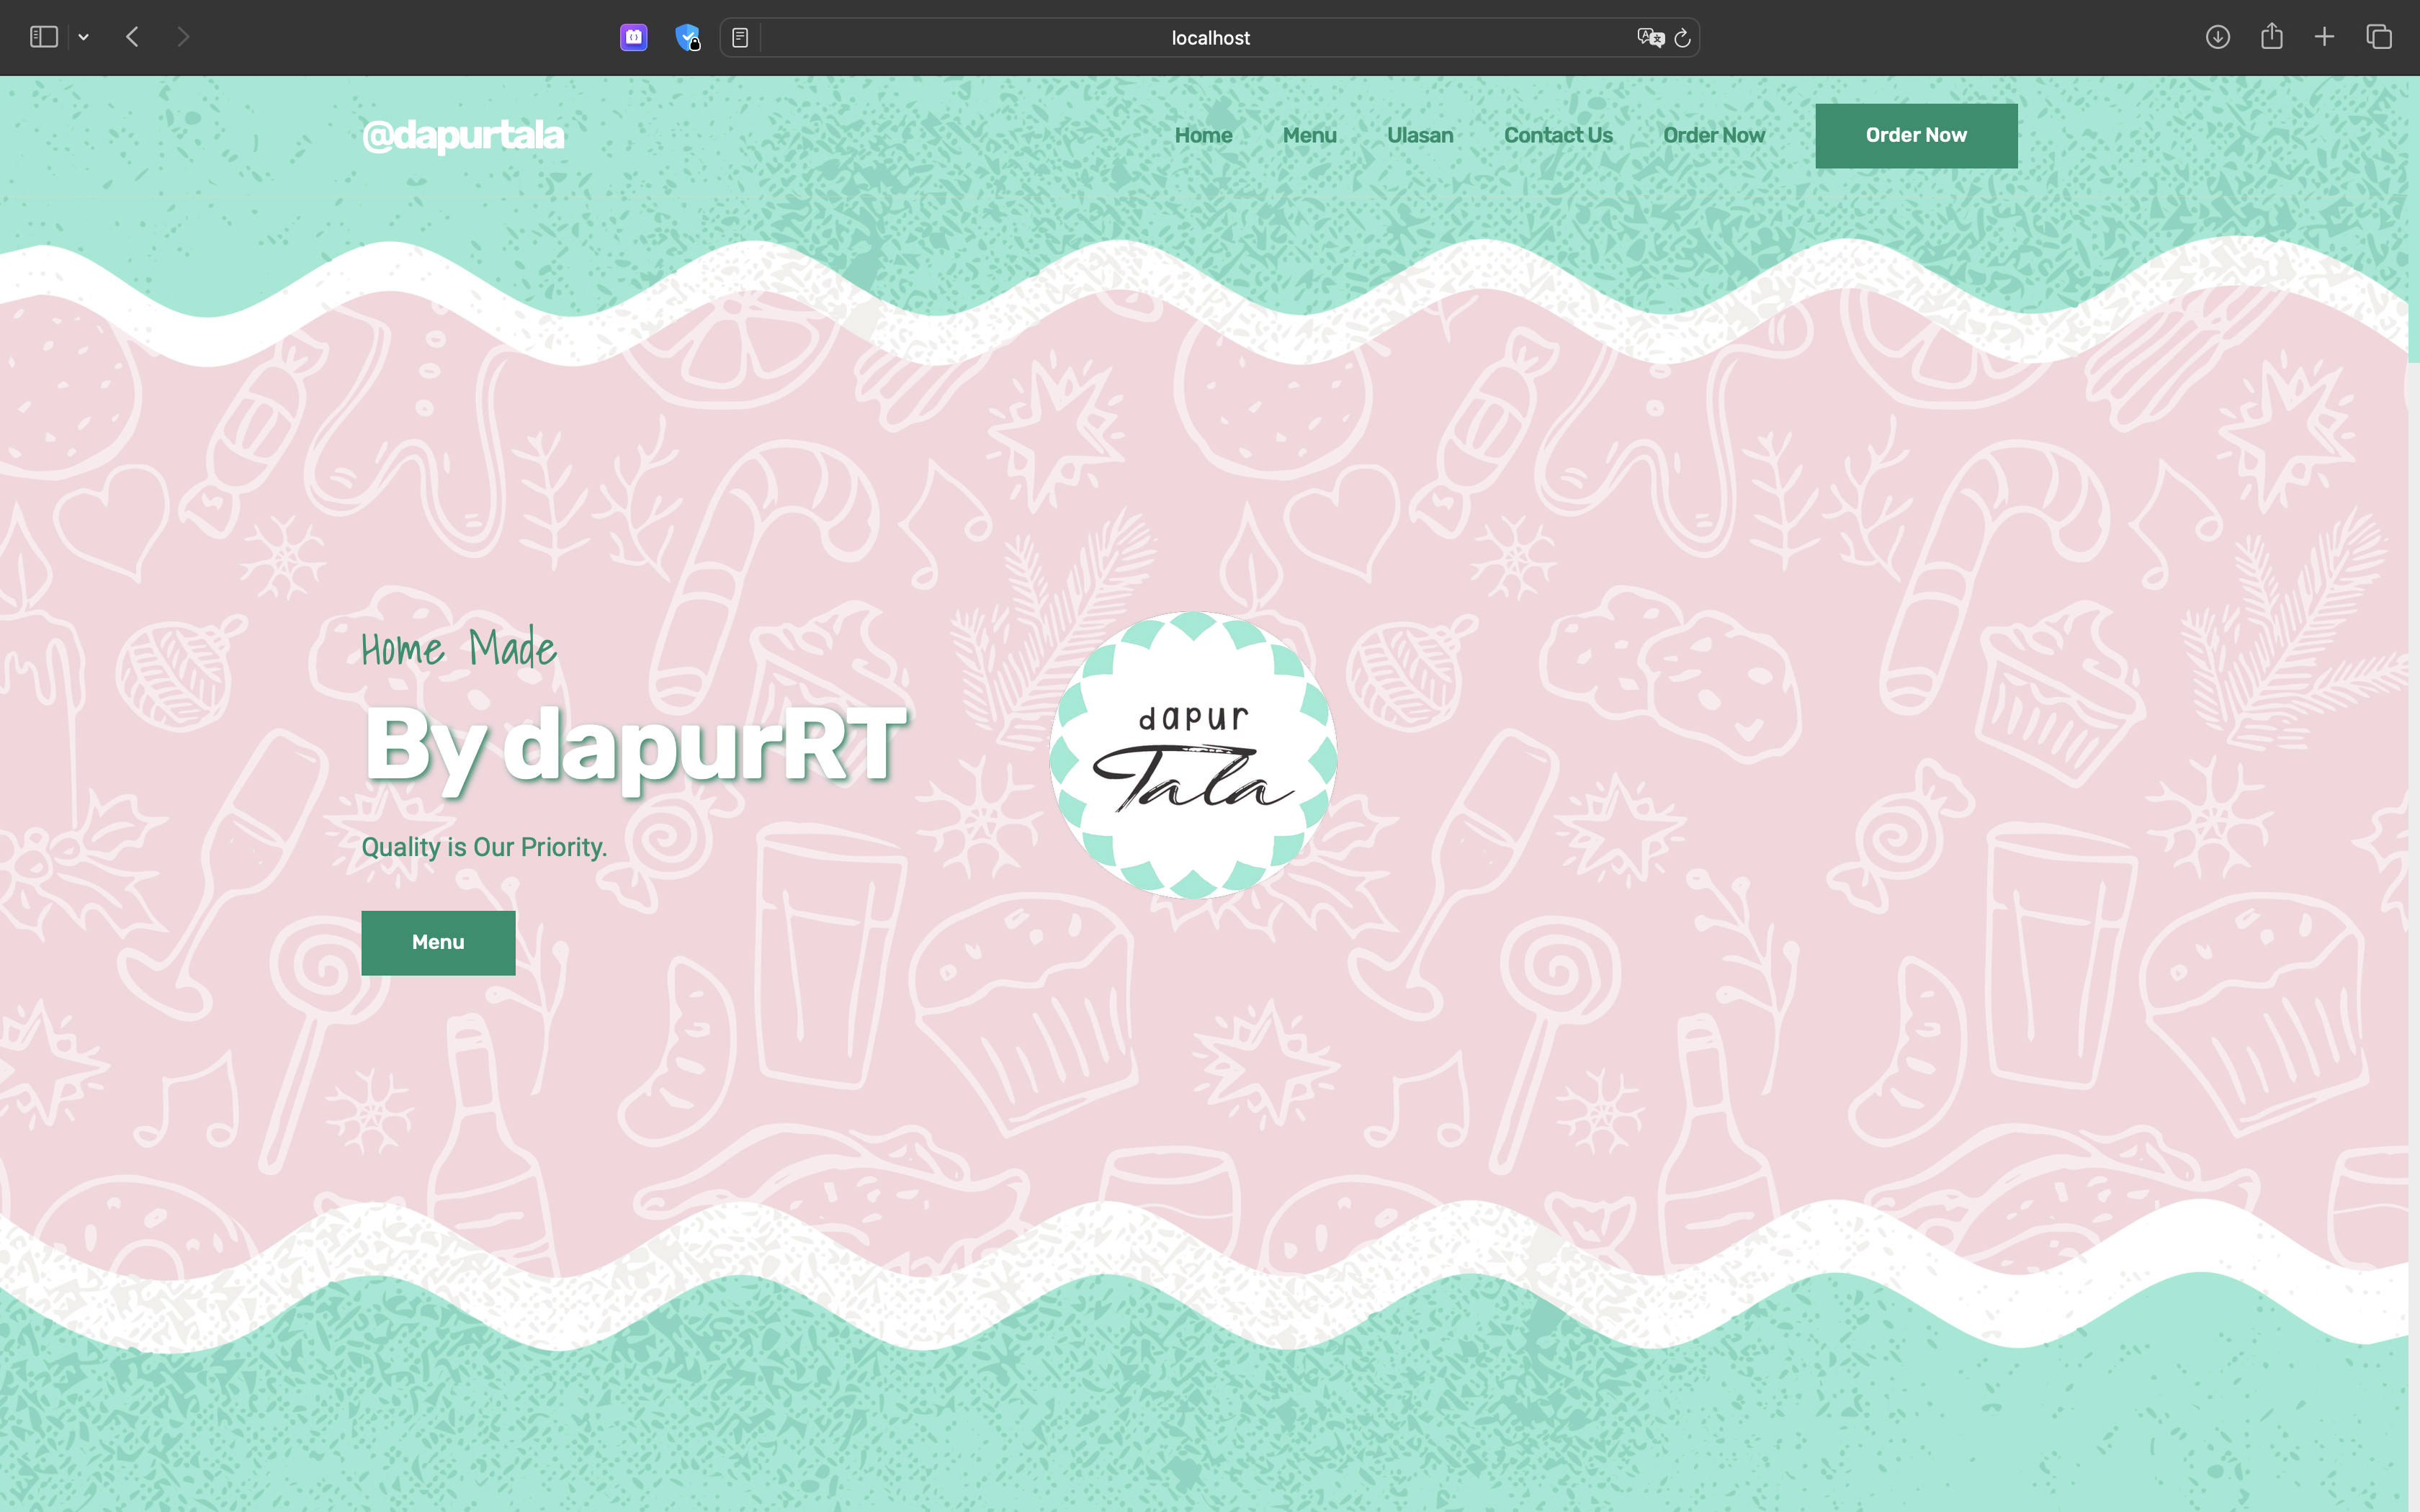 localhost
@dapurtala
Home Menu Ulasan Contact Us Order Now Order Now
Home Made
By dapurRT
Quality is Our Priority.
Menu
dapur
Tala